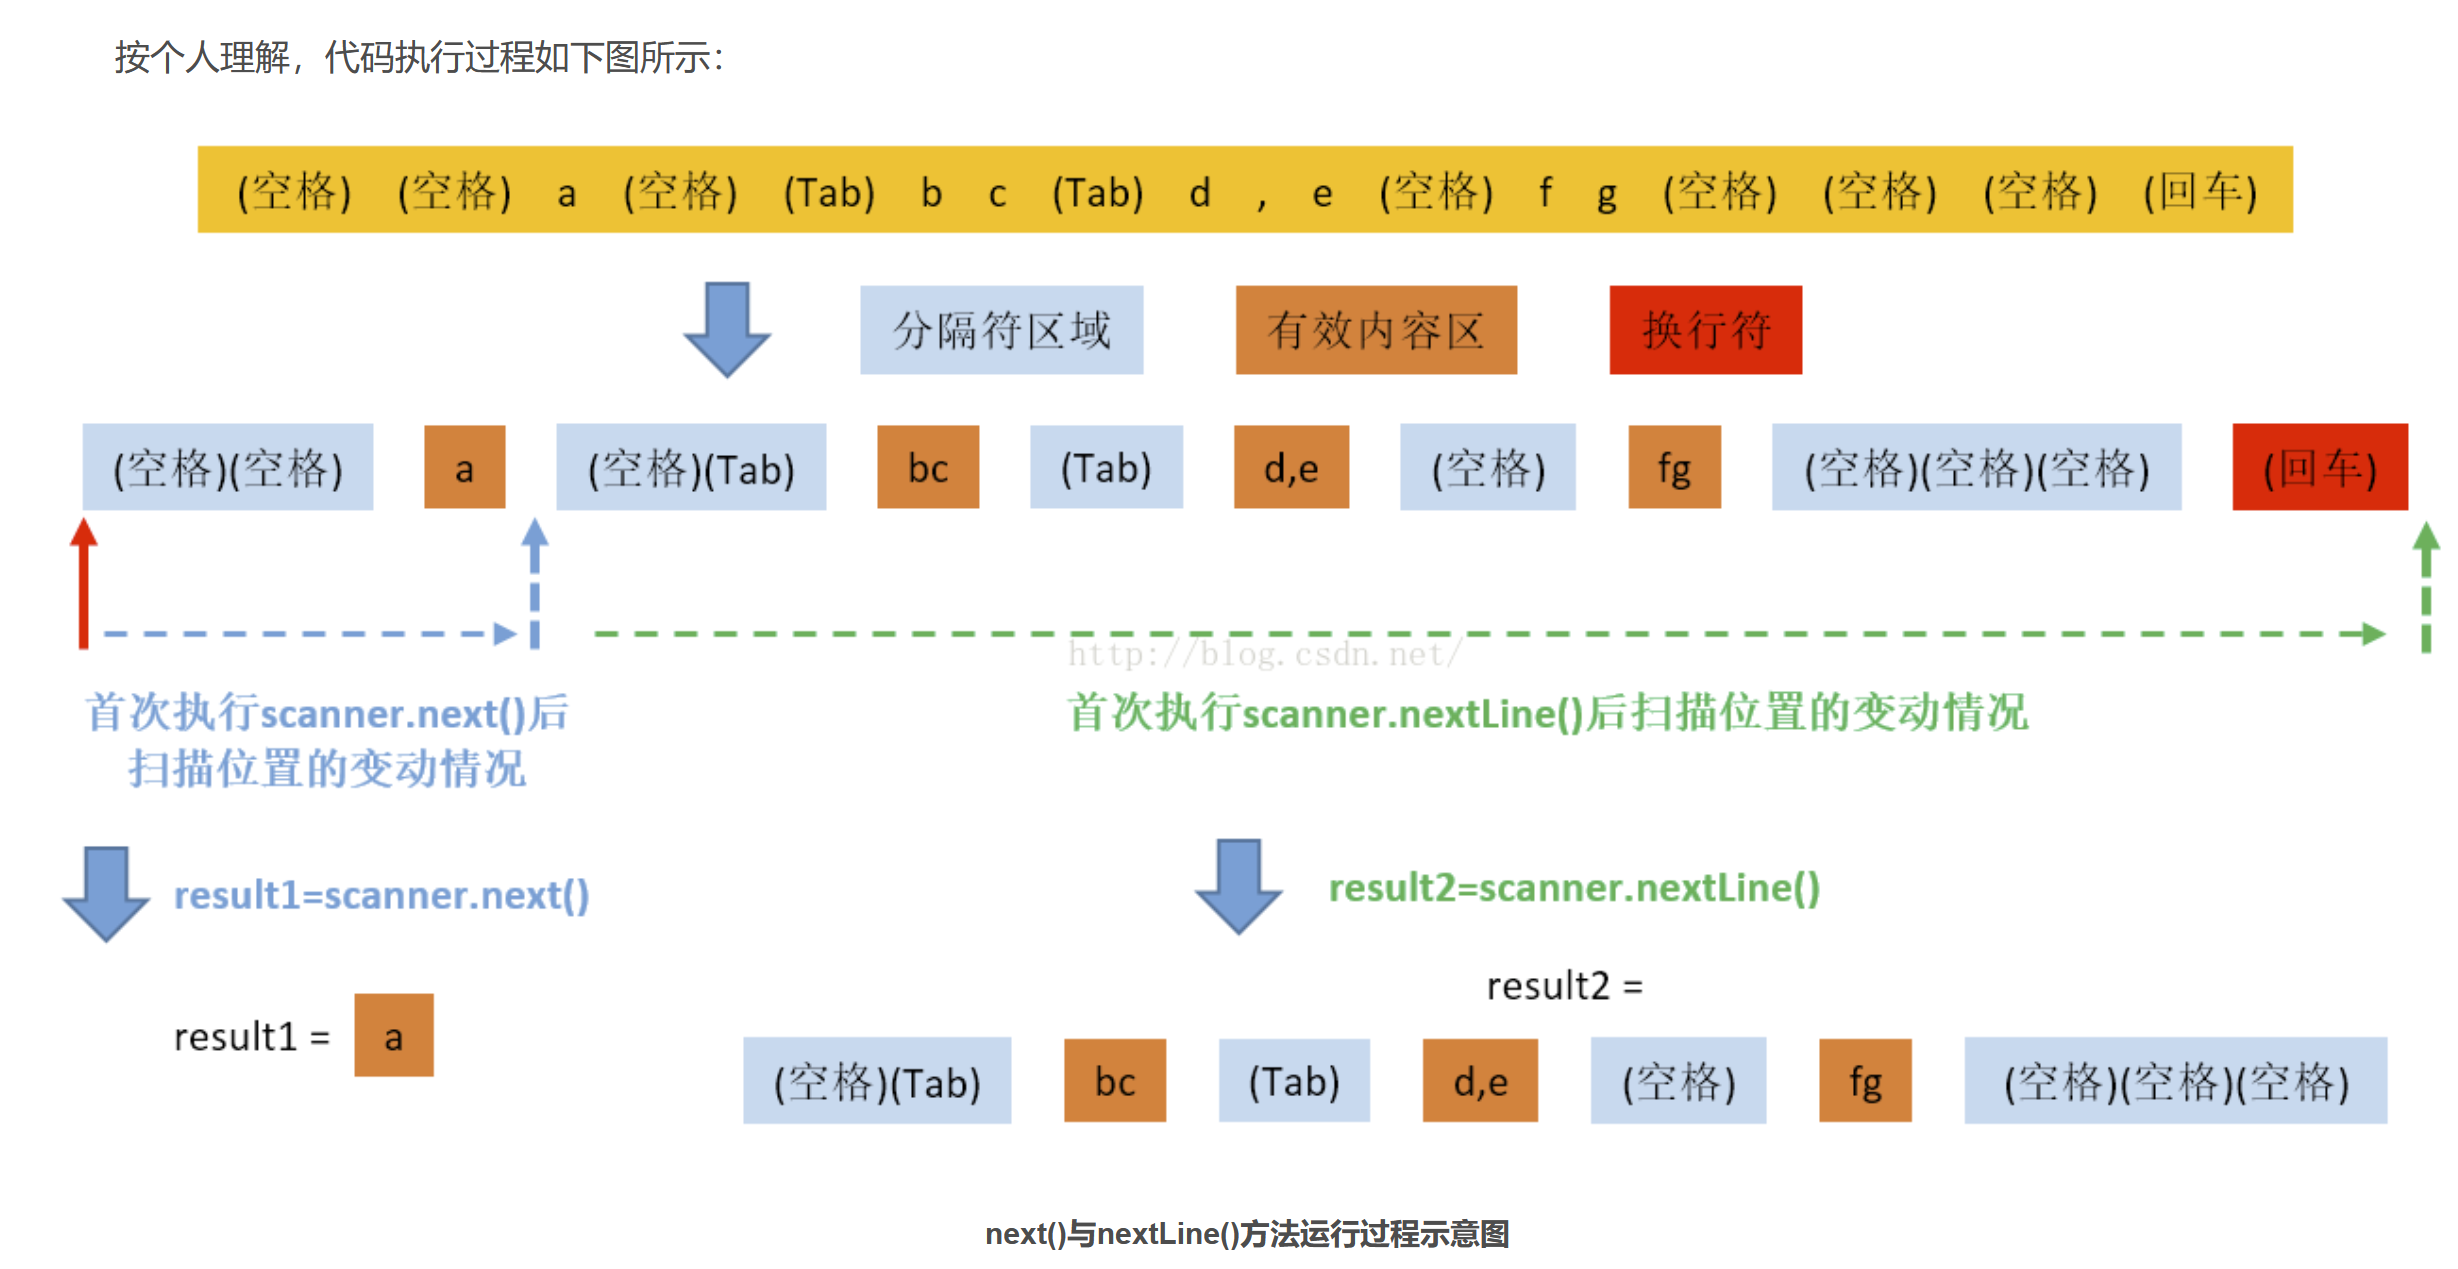 按个人理解，代码执行过程如下图所示：
(空格) (空格) a (空格) (Tab) b c (Tab) d , e (空格) f g (空格) (空格) (空格) (回车)
分隔符区域 有效内容区 换行符
(空格)(空格) a (空格)(Tab) bc (Tab) d,e (空格) fg (空格)(空格)(空格) (回车)
http://blog.csdn.net/
首次执行scanner.next()后
扫描位置的变动情况
首次执行scanner.nextLine()后扫描位置的变动情况
result1=scanner.next()
result2=scanner.nextLine()
result1 = a
result2 =
(空格)(Tab) bc (Tab) d,e (空格) fg (空格)(空格)(空格)
next()与nextLine()方法运行过程示意图